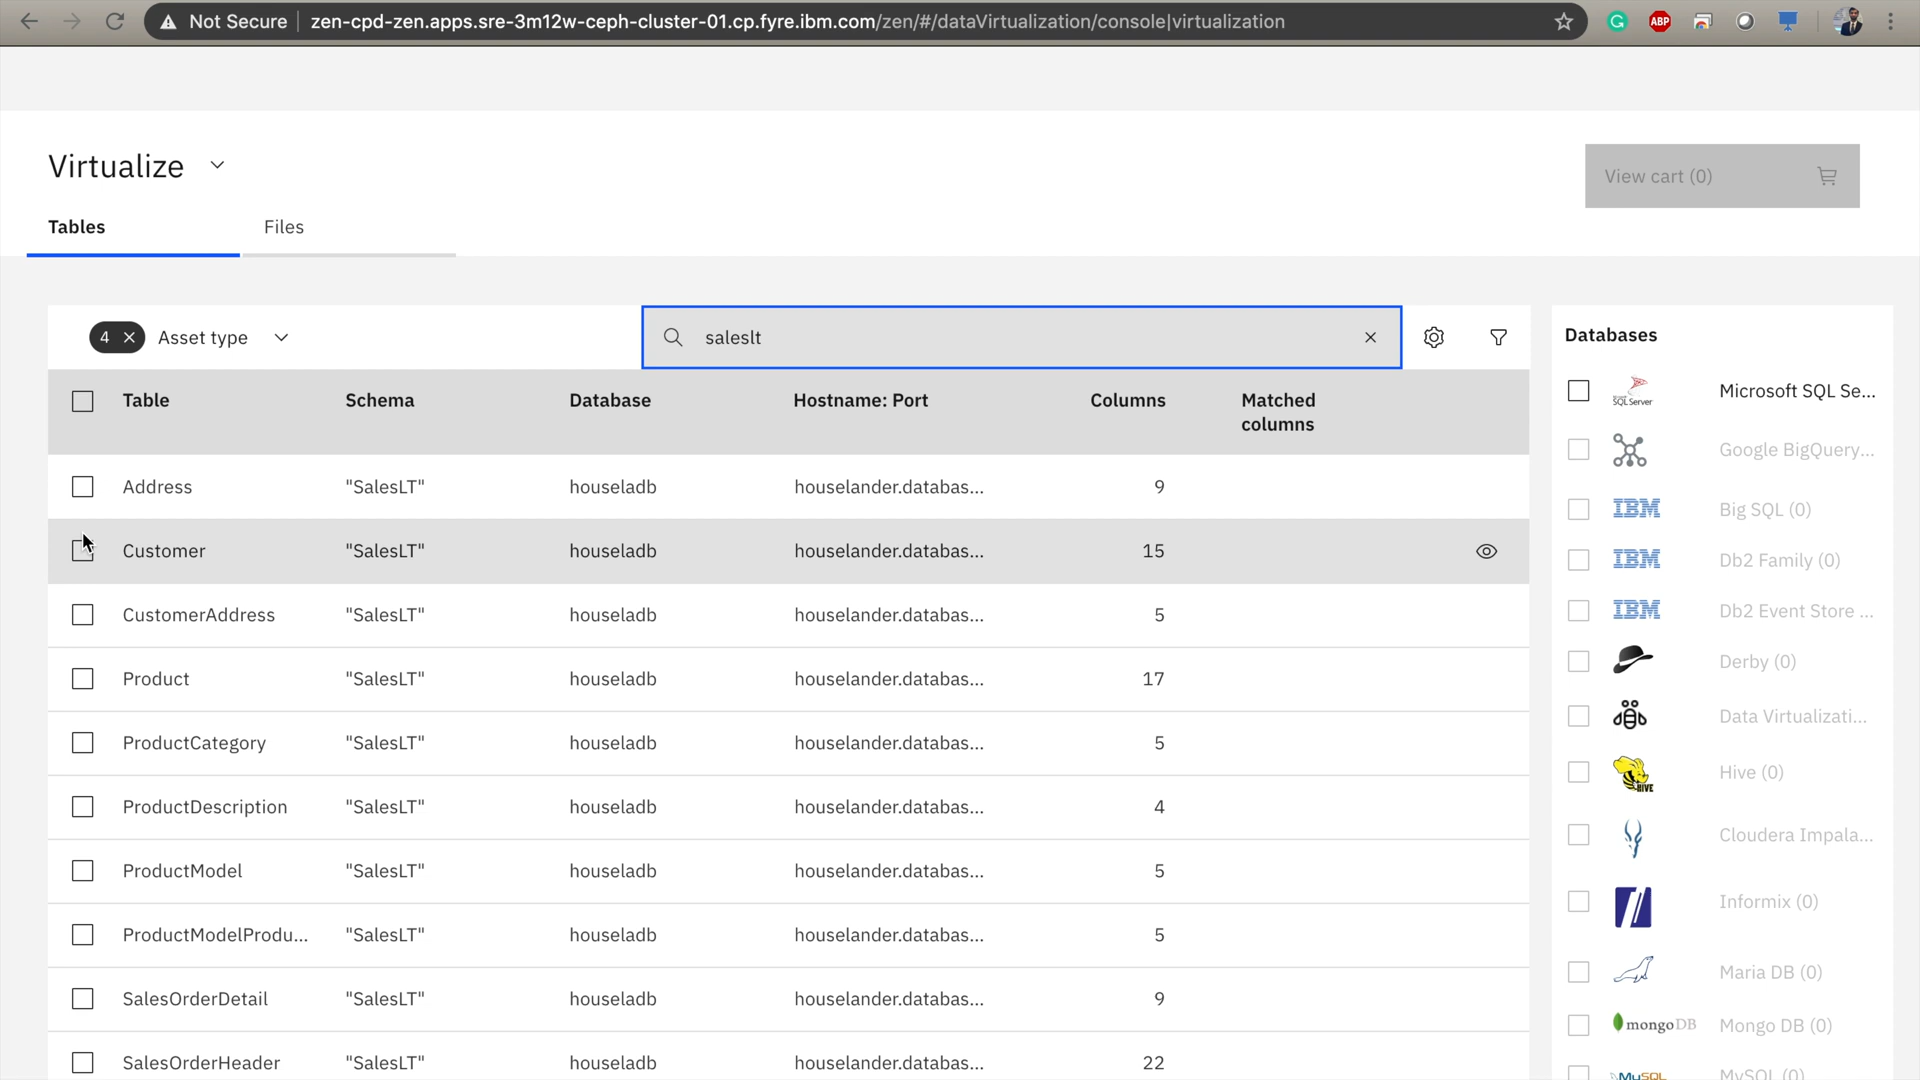 Not Secure zen-cpd-zen.apps.sre-3m12w-ceph-cluster-01.cp.fyre.ibm.com/zen/#/dataVirtualization/console|virtualization
ABP
Virtualize
View cart (0)
Tables Files
4 Asset type saleslt
Table Schema Database Hostname: Port Columns Matched columns
Address "SalesLT" houseladb houselander.databas... 9
Customer "SalesLT" houseladb houselander.databas... 15
CustomerAddress "SalesLT" houseladb houselander.databas... 5
Product "SalesLT" houseladb houselander.databas... 17
ProductCategory "SalesLT" houseladb houselander.databas... 5
ProductDescription "SalesLT" houseladb houselander.databas... 4
ProductModel "SalesLT" houseladb houselander.databas... 5
ProductModelProdu... "SalesLT" houseladb houselander.databas... 5
SalesOrderDetail "SalesLT" houseladb houselander.databas... 9
SalesOrderHeader "SalesLT" houseladb houselander.databas... 22
Databases
SQL Server Microsoft SQL Se...
Google BigQuery...
IBM Big SQL (0)
IBM Db2 Family (0)
IBM Db2 Event Store ...
Derby (0)
Data Virtualizati...
HIVE Hive (0)
Cloudera Impala...
Informix (0)
Maria DB (0)
mongoDB Mongo DB (0)
MySQL MySQL (0)